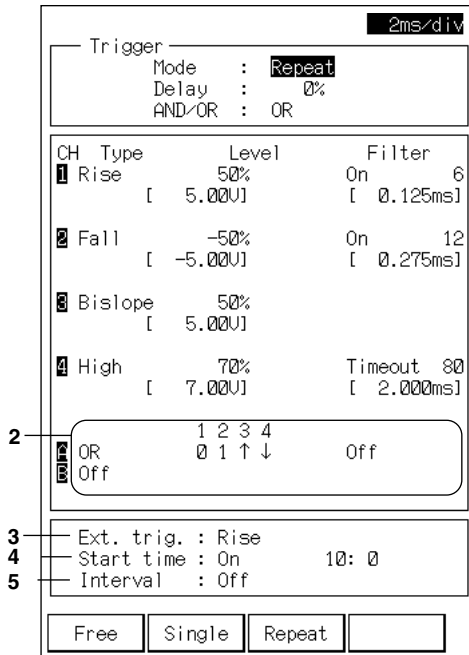 2ms/div
Trigger
Mode : Repeat
Delay : 0%
AND/OR : OR
CH Type Level Filter
1 Rise 50% On 6
[ 5.00V] [ 0.125ms]
2 Fall -50% On 12
[ -5.00V] [ 0.275ms]
3 Bislope 50%
[ 5.00V]
4 High 70% Timeout 80
[ 7.00V] [ 2.000ms]
2
1 2 3 4
A OR 0 1 ↑ ↓ Off
B Off
3 Ext. trig. : Rise
4 Start time : On 10: 0
5 Interval : Off
Free Single Repeat